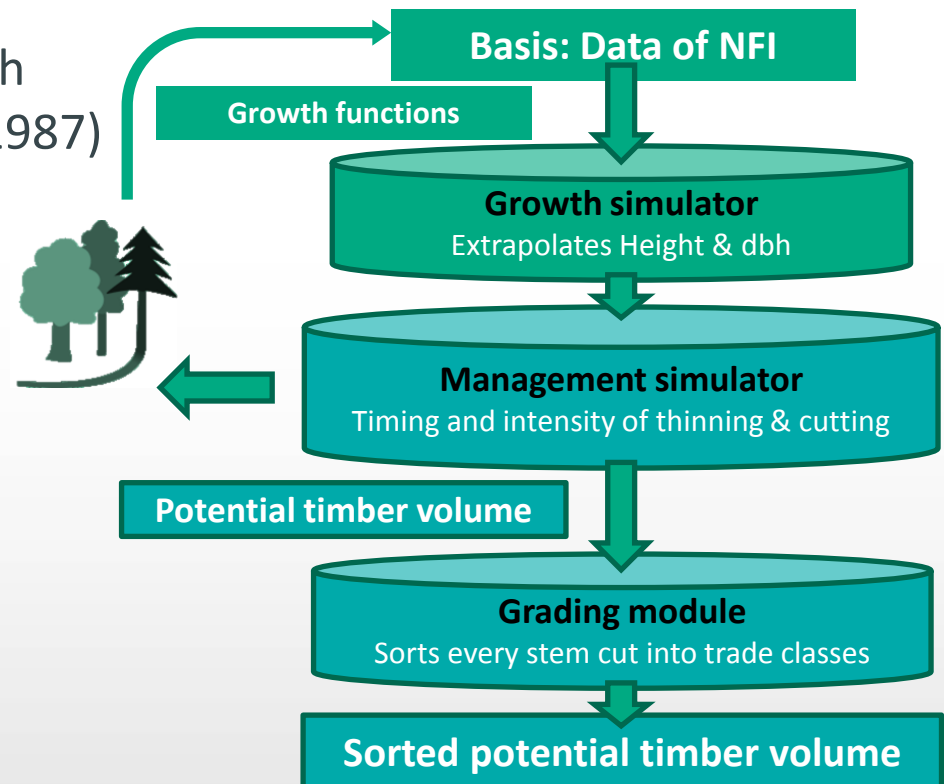 Basis: Data of NFI
1987)
Growth functions
Growth simulator
Extrapolates Height & dbh
Management simulator
Timing and intensity of thinning & cutting
Potential timber volume
Grading module
Sorts every stem cut into trade classes
Sorted potential timber volume